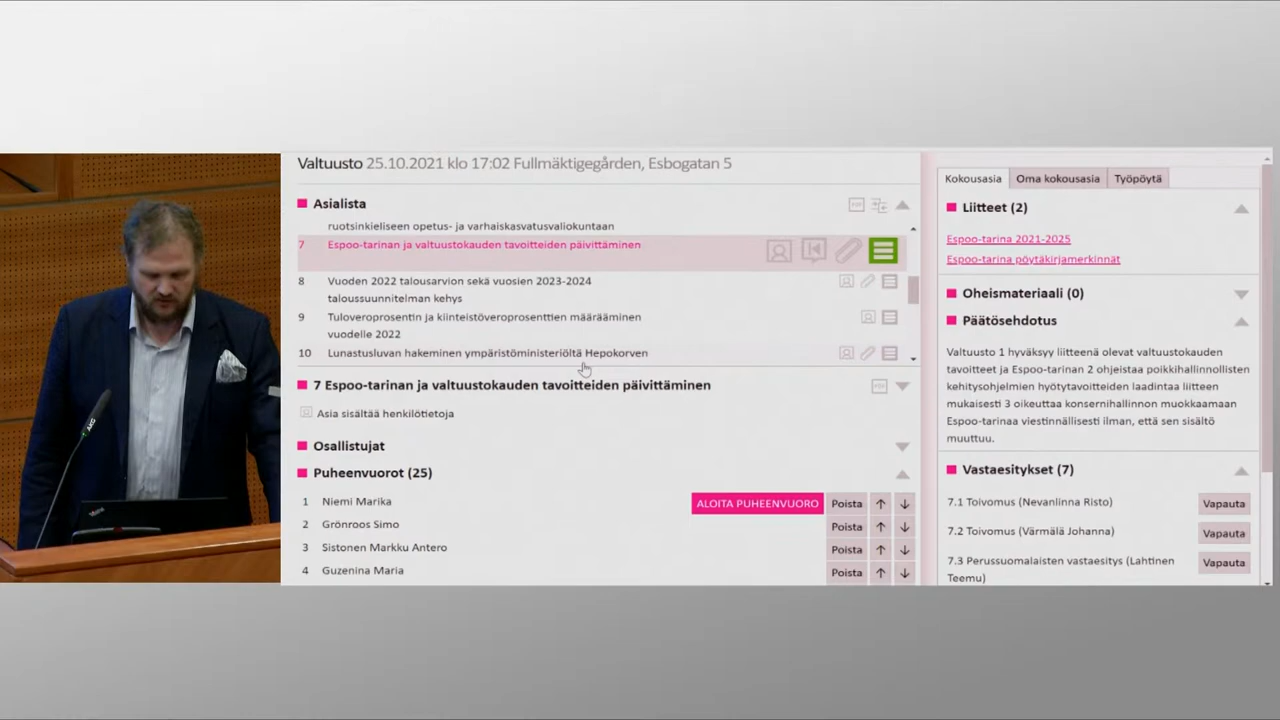 Valtuusto 25.10.2021 klo 17:02 Fullmäktigegården, Esbogatan 5
Asialista
ruotsinkieliseen opetus- ja varhaiskasvatusvaliokuntaan
7 Espoo-tarinan ja valtuustokauden tavoitteiden päivittäminen
8 Vuoden 2022 talousarvion sekä vuosien 2023-2024
taloussuunnitelman kehys
9 Tuloveroprosentin ja kiinteistöveroprosenttien määrääminen
vuodelle 2022
10 Lunastusluvan hakeminen ympäristöministeriöltä Hepokorven
7 Espoo-tarinan ja valtuustokauden tavoitteiden päivittäminen
Asia sisältää henkilötietoja
Osallistujat
Puheenvuorot (25)
1 Niemi Marika ALOITA PUHEENVUORO Poista
2 Grönroos Simo Poista
3 Sistonen Markku Antero Poista
4 Guzenina Maria Poista
Kokousasia Oma kokousasia Työpöytä
Liitteet (2)
Espoo-tarina 2021-2025
Espoo-tarina pöytäkirjamerkinnät
Oheismateriaali (0)
Päätösehdotus
Valtuusto 1 hyväksyy liitteenä olevat valtuustokauden
tavoitteet ja Espoo-tarinan 2 ohjeistaa poikkihallinnollisten
kehitysohjelmien hyötytavoitteiden laadintaa liitteen
mukaisesti 3 oikeuttaa konsernihallinnon muokkaamaan
Espoo-tarinaa viestinnällisesti ilman, että sen sisältö
muuttuu.
Vastaesitykset (7)
7.1 Toivomus (Nevanlinna Risto) Vapauta
7.2 Toivomus (Värmälä Johanna) Vapauta
7.3 Perussuomalaisten vastaesitys (Lahtinen Vapauta
Teemu)
AKG